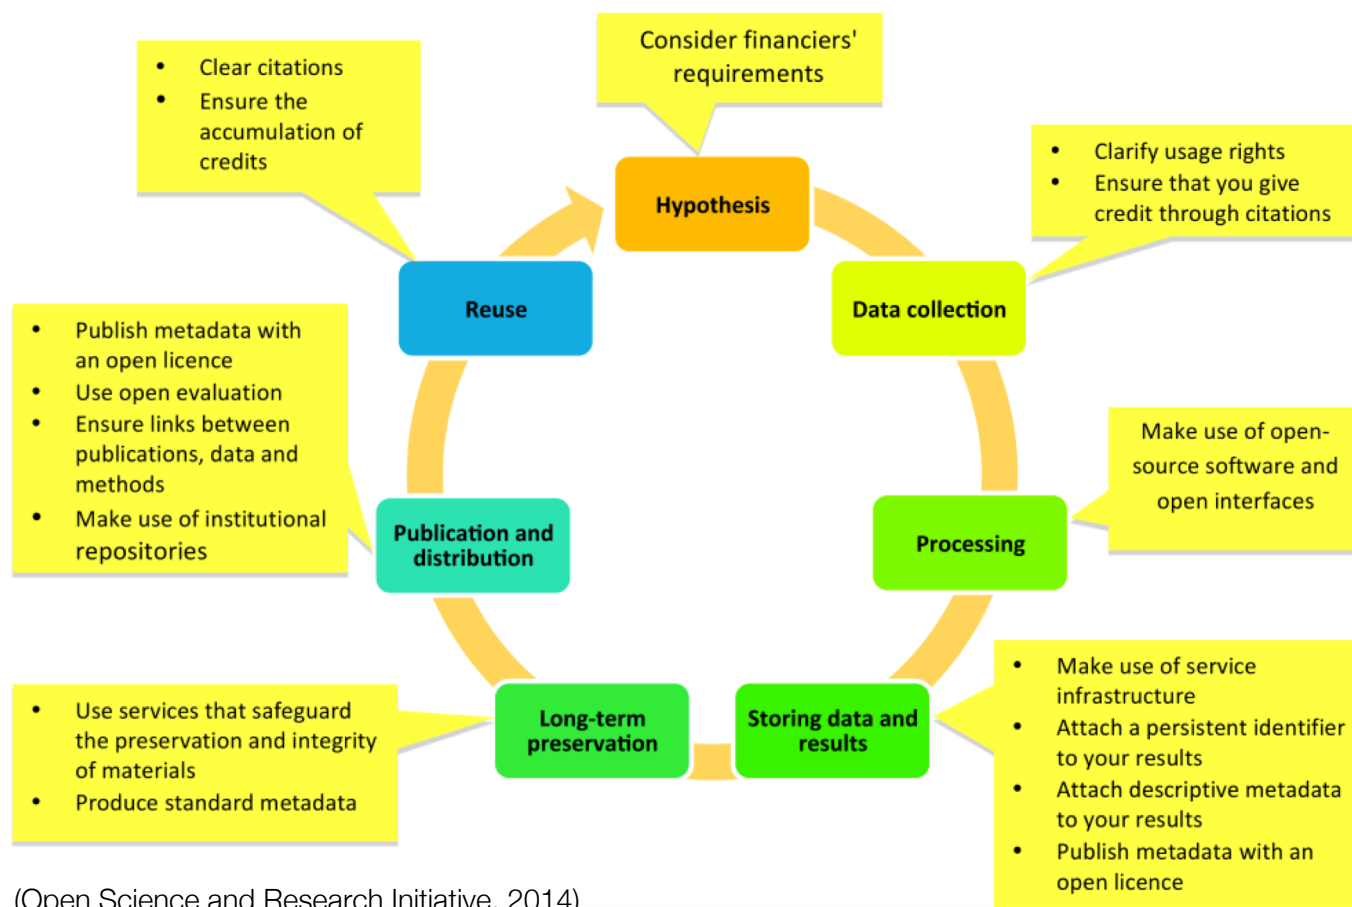 Consider financiers'
requirements
• Clear citations
• Ensure the
accumulation of
credits
• Clarify usage rights
• Ensure that you give
credit through citations
Hypothesis
Reuse
Data collection
• Publish metadata with
an open licence
• Use open evaluation
• Ensure links between
publications, data and
methods
• Make use of institutional
repositories
Make use of open-
source software and
open interfaces
Publication and
distribution
Processing
• Use services that safeguard
the preservation and integrity
of materials
• Produce standard metadata
Long-term
preservation
Storing data and
results
• Make use of service
infrastructure
• Attach a persistent identifier
to your results
• Attach descriptive metadata
to your results
• Publish metadata with an
open licence
(Open Science and Research Initiative, 2014)